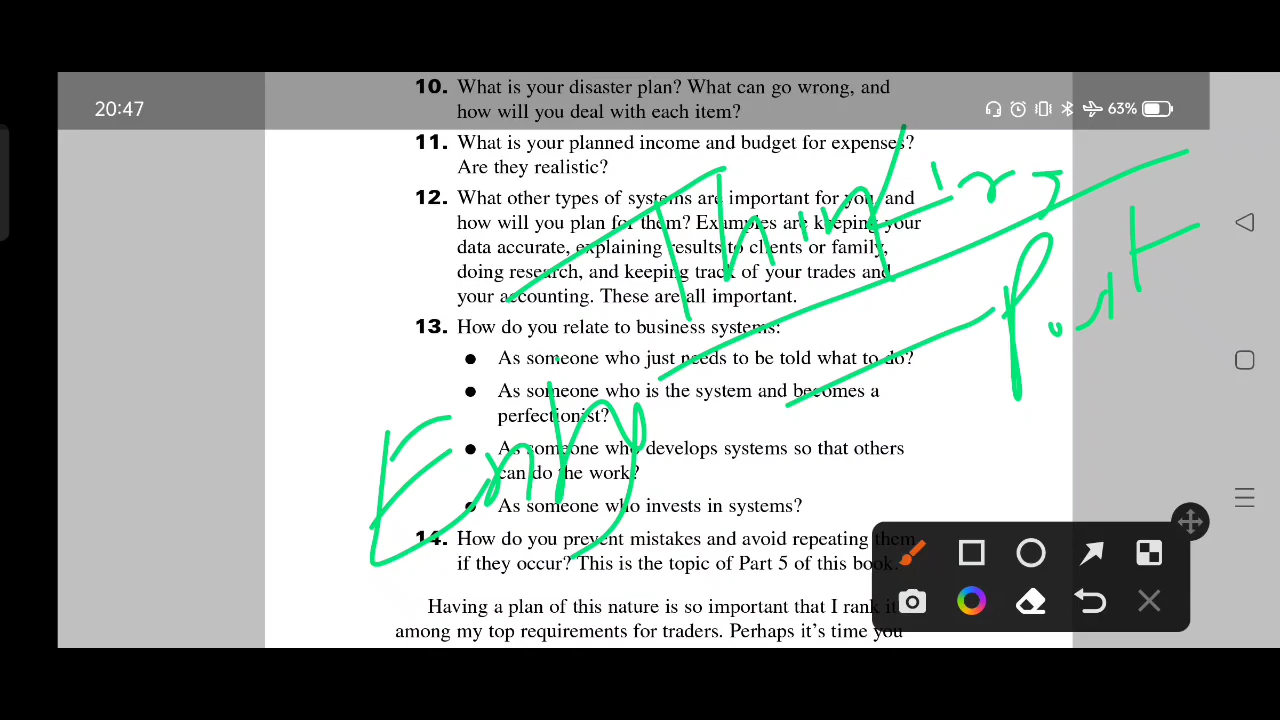 10. What is your disaster plan? What can go wrong, and
how will you deal with each item?
20:47
63%
11. What is your planned income and budget for expenses?
Are they realistic?
12. What other types of systems are important for you, and
how will you plan for them? Examples are keeping your
data accurate, explaining results to clients or family,
doing research, and keeping track of your trades and
your accounting. These are all important.
13. How do you relate to business systems:
● As someone who just needs to be told what to do?
● As someone who is the system and becomes a
perfectionist?
● As someone who develops systems so that others
can do the work?
● As someone who invests in systems?
14. How do you prevent mistakes and avoid repeating them
if they occur? This is the topic of Part 5 of this book.
Having a plan of this nature is so important that I rank it
among my top requirements for traders. Perhaps it's time you